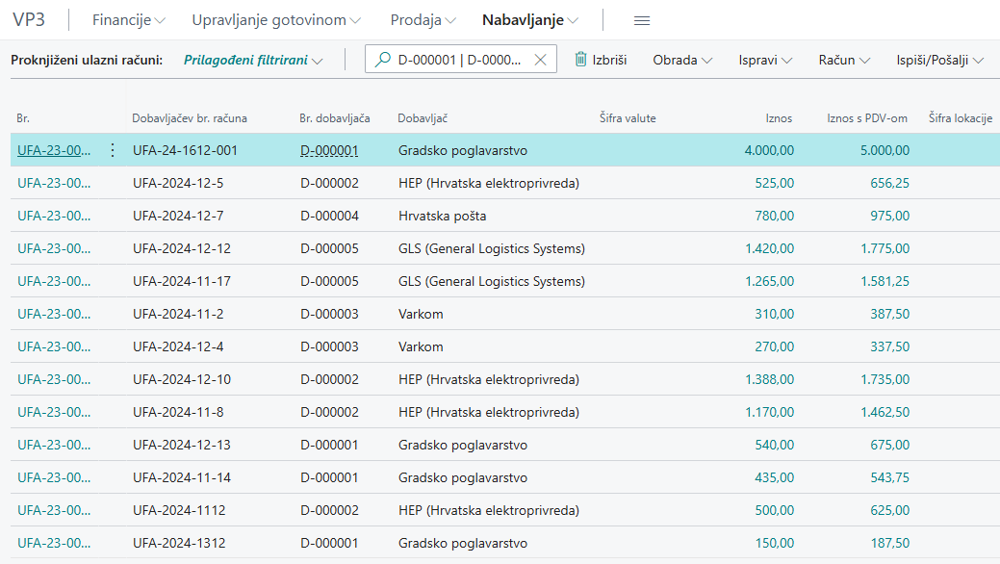 VP3 Financije Upravljanje gotovinom Prodaja Nabavljanje
Proknjiženi ulazni računi: Prilagođeni filtrirani D-000001 | D-0000... Izbriši Obrada Ispravi Račun Ispiši/Pošalji
Br. Dobavljačev br. računa Br. dobavljača Dobavljač Šifra valute Iznos Iznos s PDV-om Šifra lokacije
UFA-23-00... UFA-24-1612-001 D-000001 Gradsko poglavarstvo 4.000,00 5.000,00
UFA-23-00... UFA-2024-12-5 D-000002 HEP (Hrvatska elektroprivreda) 525,00 656,25
UFA-23-00... UFA-2024-12-7 D-000004 Hrvatska pošta 780,00 975,00
UFA-23-00... UFA-2024-12-12 D-000005 GLS (General Logistics Systems) 1.420,00 1.775,00
UFA-23-00... UFA-2024-11-17 D-000005 GLS (General Logistics Systems) 1.265,00 1.581,25
UFA-23-00... UFA-2024-11-2 D-000003 Varkom 310,00 387,50
UFA-23-00... UFA-2024-12-4 D-000003 Varkom 270,00 337,50
UFA-23-00... UFA-2024-12-10 D-000002 HEP (Hrvatska elektroprivreda) 1.388,00 1.735,00
UFA-23-00... UFA-2024-11-8 D-000002 HEP (Hrvatska elektroprivreda) 1.170,00 1.462,50
UFA-23-00... UFA-2024-12-13 D-000001 Gradsko poglavarstvo 540,00 675,00
UFA-23-00... UFA-2024-11-14 D-000001 Gradsko poglavarstvo 435,00 543,75
UFA-23-00... UFA-2024-1112 D-000002 HEP (Hrvatska elektroprivreda) 500,00 625,00
UFA-23-00... UFA-2024-1312 D-000001 Gradsko poglavarstvo 150,00 187,50